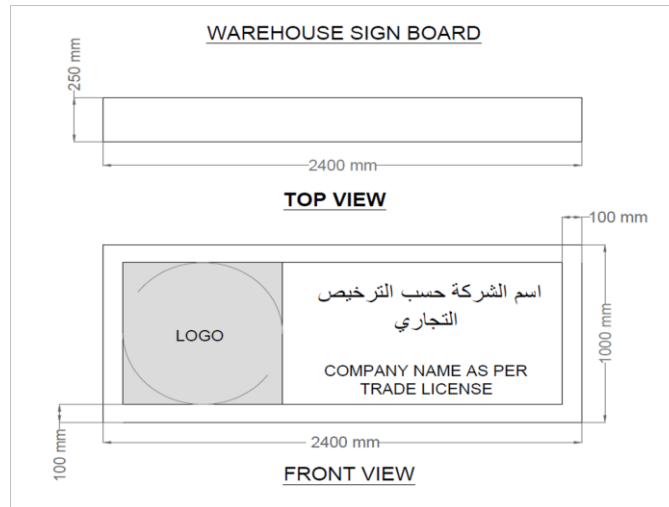 WAREHOUSE SIGN BOARD
250 mm
2400 mm
TOP VIEW
100 mm
LOGO
اسم الشركة حسب الترخيص
التجاري
COMPANY NAME AS PER
TRADE LICENSE
1000 mm
100 mm
2400 mm
FRONT VIEW